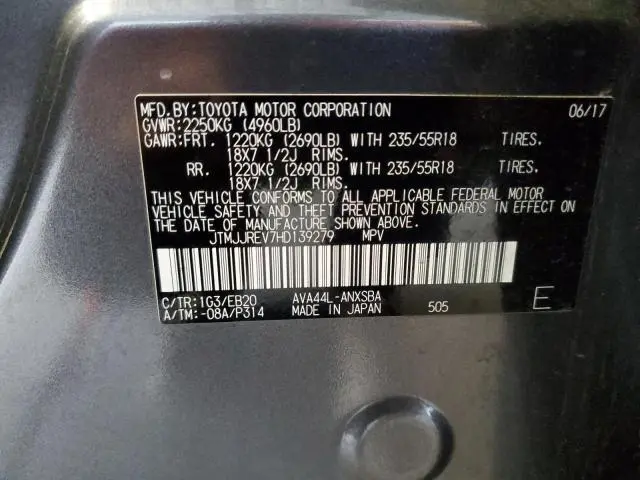 MFD.BY:TOYOTA MOTOR CORPORATION 06/17
GVWR:2250KG (4960LB)
GAWR:FRT. 1220KG (2690LB) WITH 235/55R18 TIRES.
18X7 1/2J RIMS.
RR. 1220KG (2690LB) WITH 235/55R18 TIRES.
18X7 1/2J RIMS.
THIS VEHICLE CONFORMS TO ALL APPLICABLE FEDERAL MOTOR
VEHICLE SAFETY AND THEFT PREVENTION STANDARDS IN EFFECT ON
THE DATE OF MANUFACTURE SHOWN ABOVE.
JTMJJREV7HD139279 MPV
C/TR:1G3/EB20 AVA44L-ANXSBA
A/TM:-08A/P314 MADE IN JAPAN 505 E